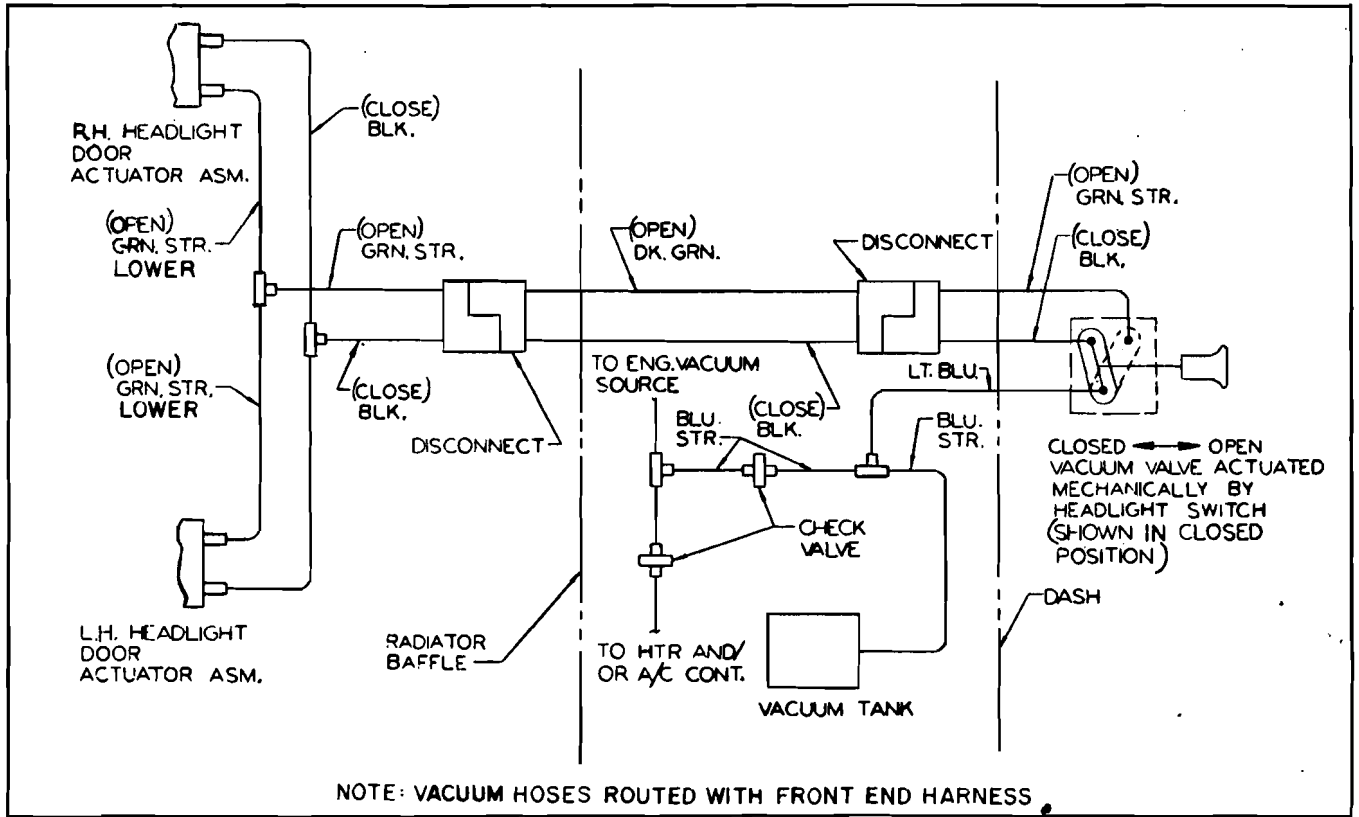 R.H. HEADLIGHT
DOOR
ACTUATOR ASM.
(CLOSE)
BLK.
(OPEN)
GRN. STR.
LOWER
(OPEN)
GRN. STR.
(OPEN)
DK. GRN.
DISCONNECT
(OPEN)
GRN. STR.
(CLOSE)
BLK.
(OPEN)
GRN. STR.
LOWER
(CLOSE)
BLK.
DISCONNECT
TO ENG. VACUUM
SOURCE
BLU.
STR.
(CLOSE)
BLK.
LT. BLU.
BLU.
STR.
CHECK
VALVE
CLOSED OPEN
VACUUM VALVE ACTUATED
MECHANICALLY BY
HEADLIGHT SWITCH
(SHOWN IN CLOSED
POSITION)
L.H. HEADLIGHT
DOOR
ACTUATOR ASM.
RADIATOR
BAFFLE
TO HTR AND/
OR A/C CONT.
VACUUM TANK
DASH
NOTE: VACUUM HOSES ROUTED WITH FRONT END HARNESS